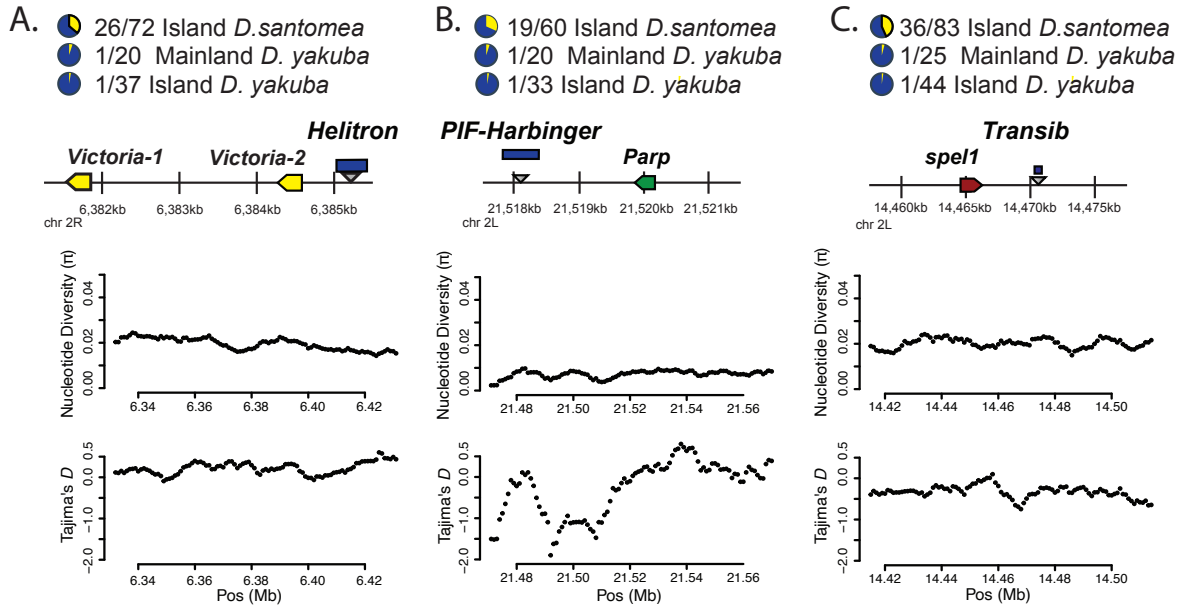 A.
26/72 Island D.santomea
1/20 Mainland D. yakuba
1/37 Island D. yakuba
Helitron
Victoria-1 Victoria-2
6,382kb 6,383kb 6,384kb 6,385kb
chr 2R
Nucleotide Diversity (π)
0.04
0.02
0.00
6.34 6.36 6.38 6.40 6.42
Tajima's D
0.5
0.0
-1.0
-2.0
6.34 6.36 6.38 6.40 6.42
Pos (Mb)
B.
19/60 Island D.santomea
1/20 Mainland D. yakuba
1/33 Island D. yakuba
PIF-Harbinger
Parp
21,518kb 21,519kb 21,520kb 21,521kb
chr 2L
Nucleotide Diversity (π)
0.04
0.02
0.00
21.48 21.50 21.52 21.54 21.56
Tajima's D
0.5
0.0
-1.0
-2.0
21.48 21.50 21.52 21.54 21.56
Pos (Mb)
C.
36/83 Island D.santomea
1/25 Mainland D. yakuba
1/44 Island D. yakuba
Transib
spel1
14,460kb 14,465kb 14,470kb 14,475kb
chr 2L
Nucleotide Diversity (π)
0.04
0.02
0.00
14.42 14.44 14.46 14.48 14.50
Tajima's D
0.5
0.0
-1.0
-2.0
14.42 14.44 14.46 14.48 14.50
Pos (Mb)